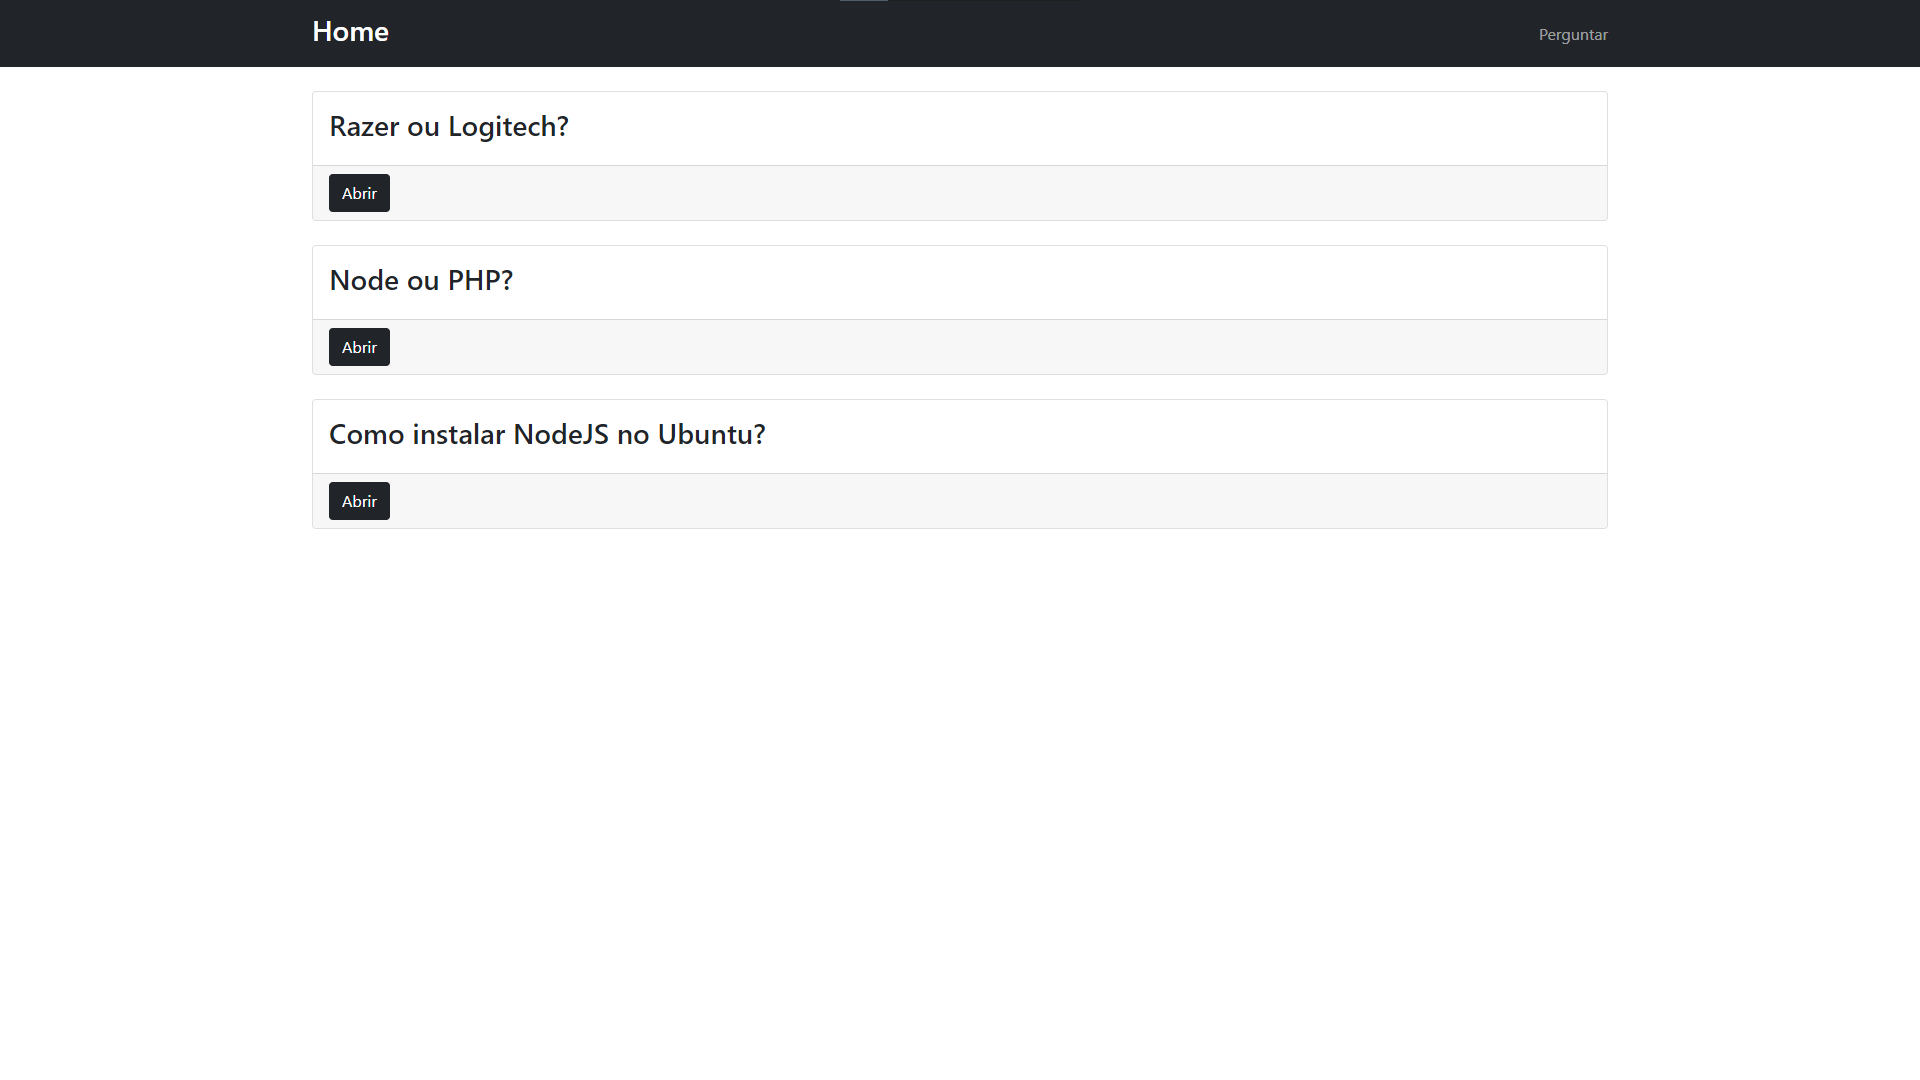 Home
Perguntar
Razer ou Logitech?
Abrir
Node ou PHP?
Abrir
Como instalar NodeJS no Ubuntu?
Abrir